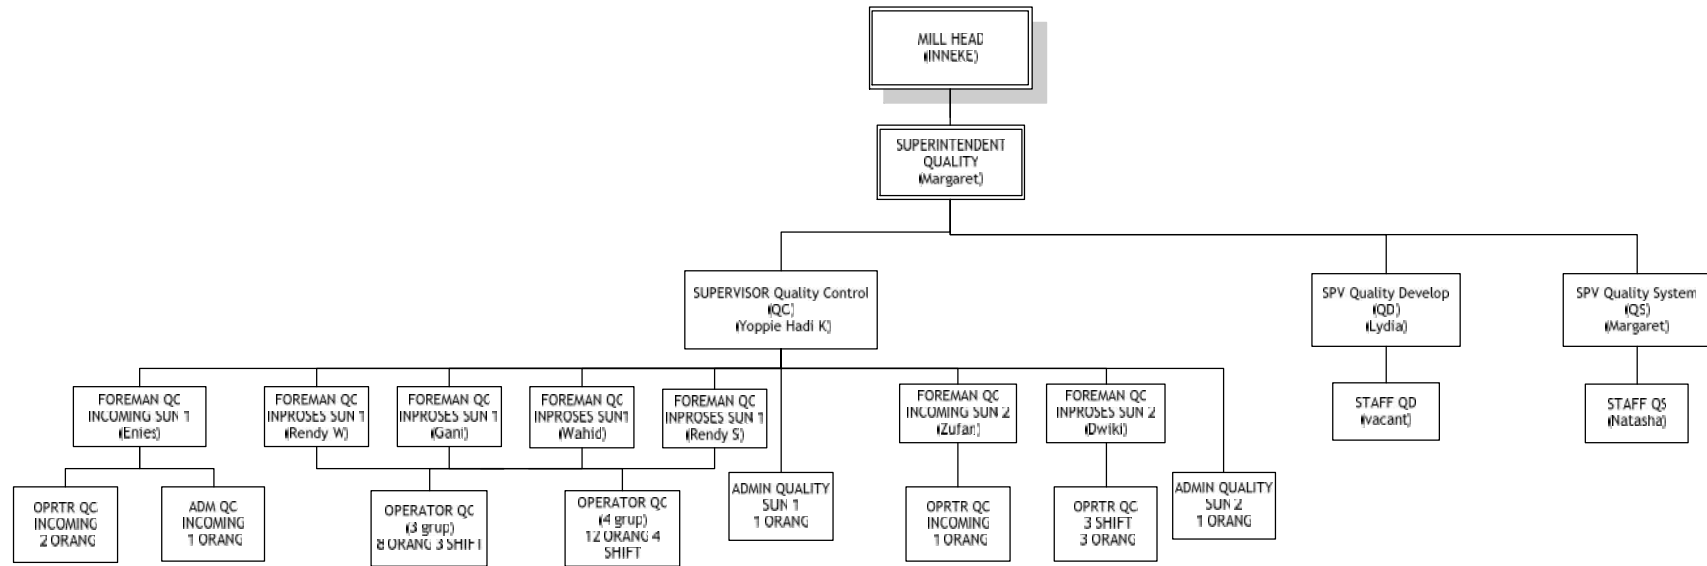 MILL HEAD
(INNEKE)
SUPERINTENDENT
QUALITY
(Margaret)
SUPERVISOR Quality Control
(QC)
(Yoppie Hadi K)
SPV Quality Develop
(QD)
(Lydia)
SPV Quality System
(QS)
(Margaret)
FOREMAN QC
INCOMING SUN 1
(Enies)
FOREMAN QC
INPROSES SUN 1
(Rendy W)
FOREMAN QC
INPROSES SUN 1
(Gani)
FOREMAN QC
INPROSES SUN1
(Wahid)
FOREMAN QC
INPROSES SUN 1
(Rendy S)
FOREMAN QC
INCOMING SUN 2
(Zufan)
FOREMAN QC
INPROSES SUN 2
(Dwiki)
STAFF QD
(vacant)
STAFF QS
(Natasha)
OPRTR QC
INCOMING
2 ORANG
ADM QC
INCOMING
1 ORANG
OPERATOR QC
(3 grup)
8 ORANG 3 SHIFT
OPERATOR QC
(4 grup)
12 ORANG 4
SHIFT
ADMIN QUALITY
SUN 1
1 ORANG
OPRTR QC
INCOMING
1 ORANG
OPRTR QC
3 SHIFT
3 ORANG
ADMIN QUALITY
SUN 2
1 ORANG